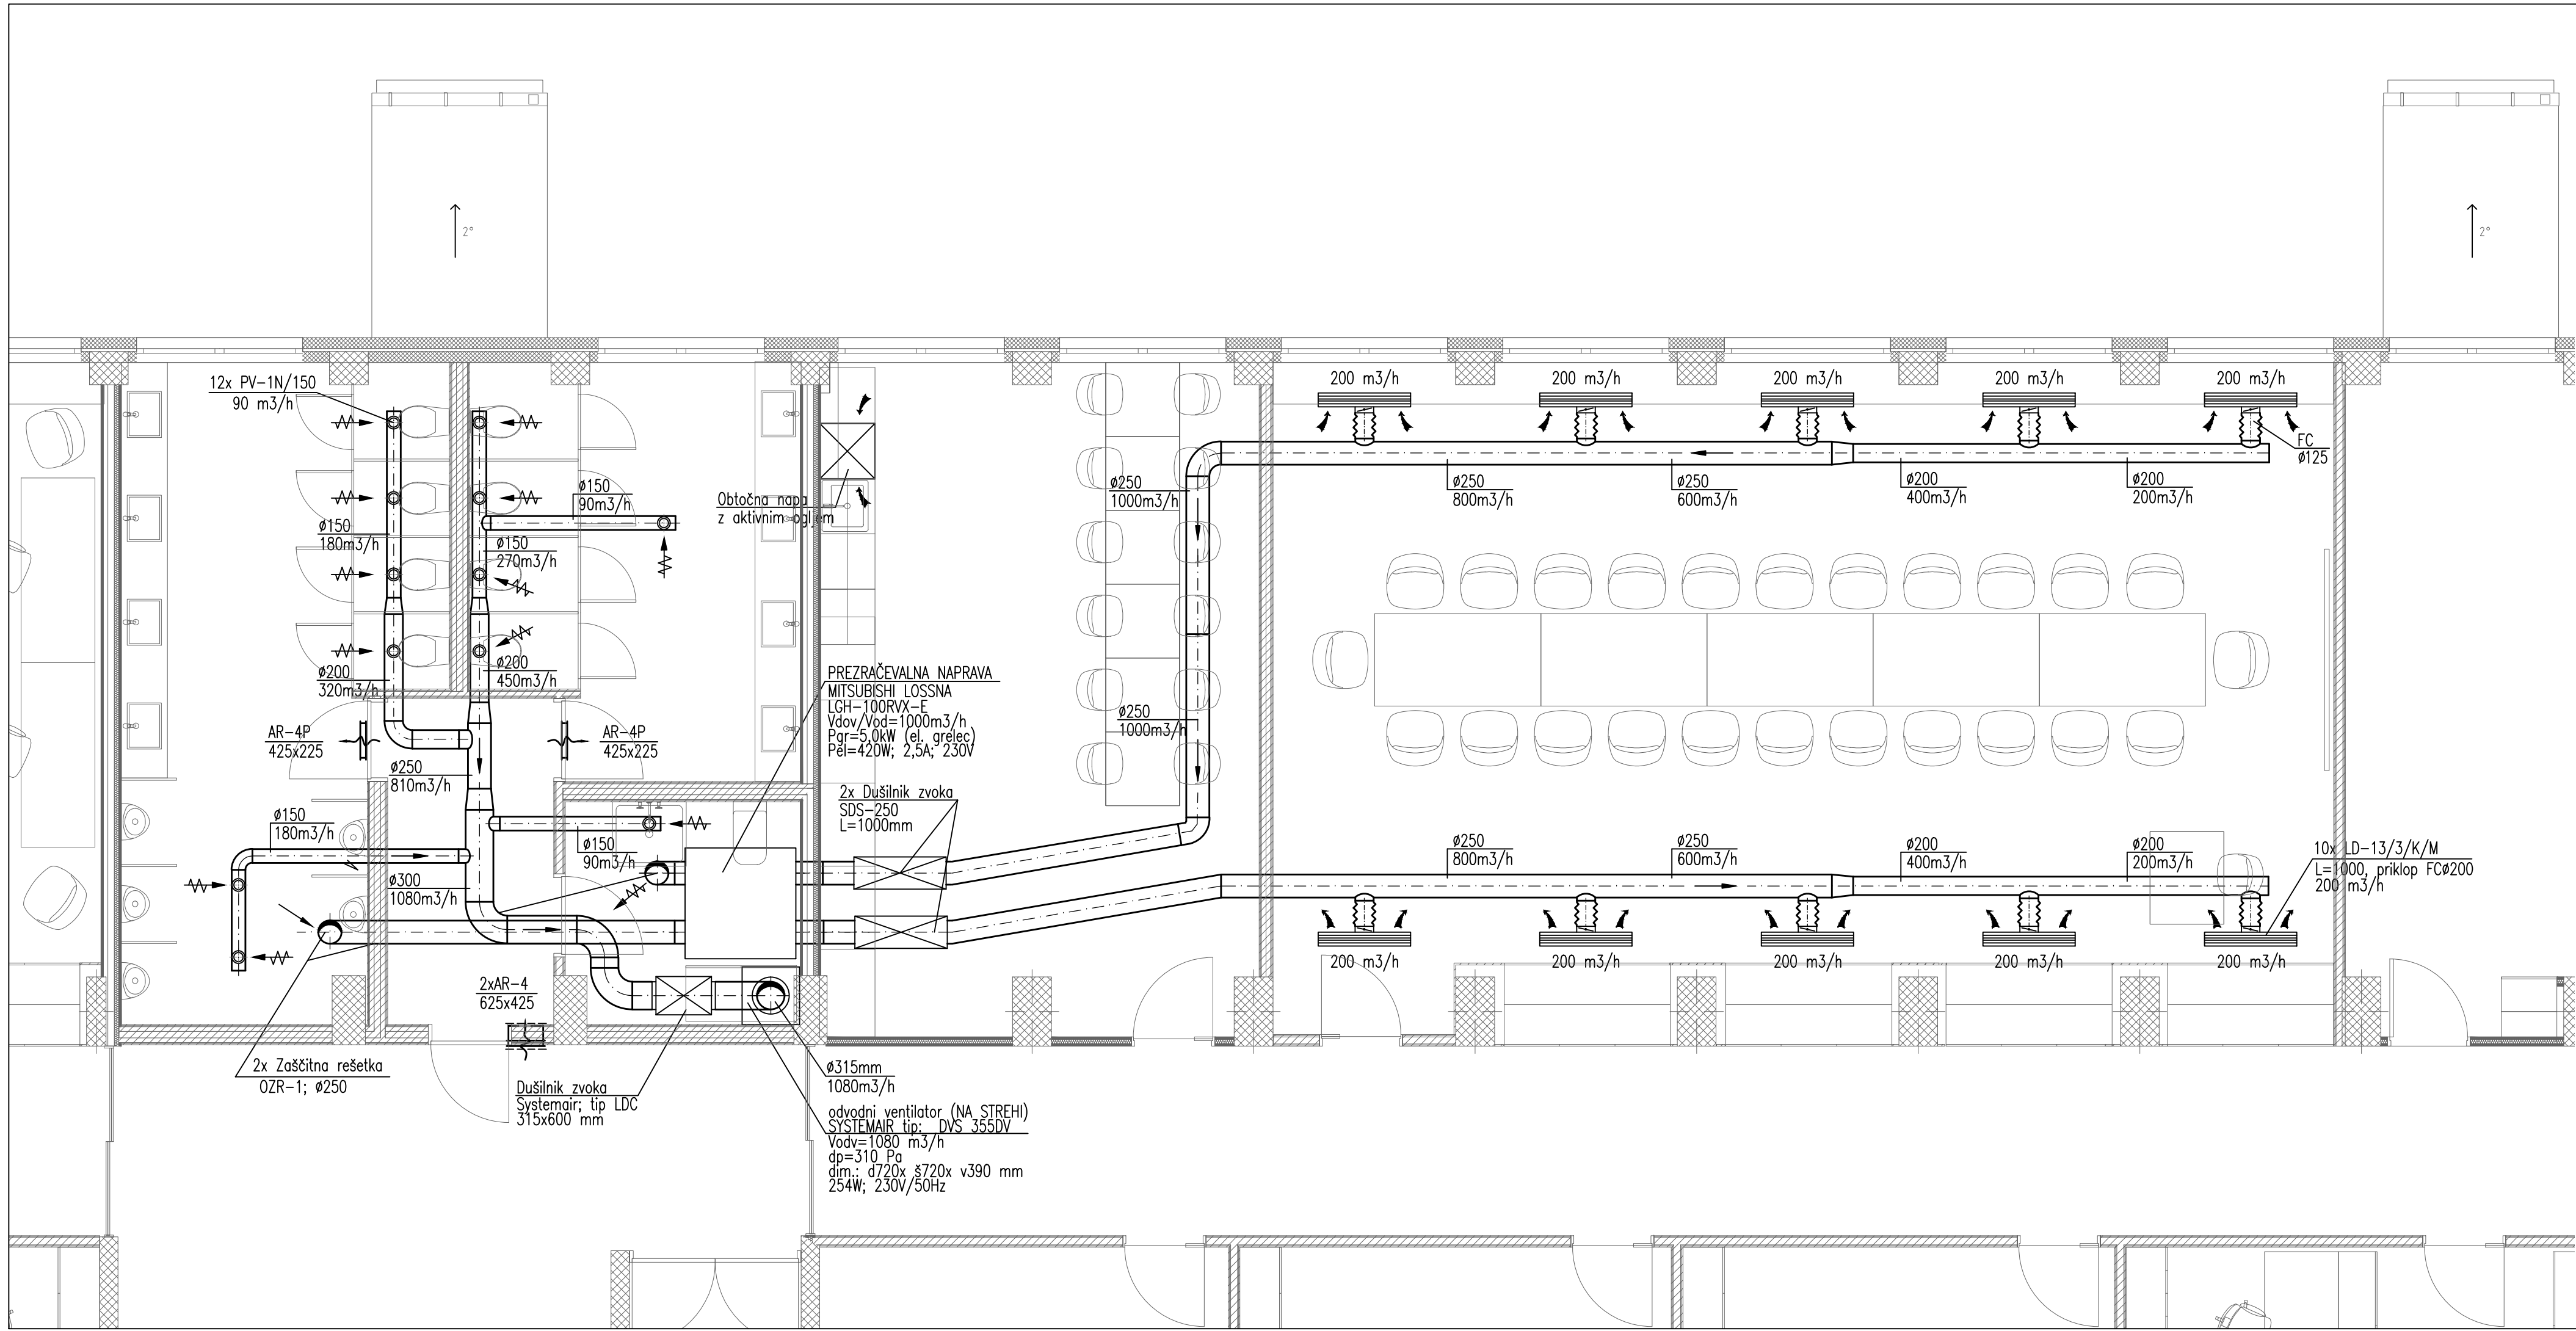 2°
2°
12x PV-1N/150
90 m3/h
200 m3/h
200 m3/h
200 m3/h
200 m3/h
200 m3/h
FC
ø125
ø150
90m3/h
Obtočna napa
z aktivnim ogljem
ø250
1000m3/h
ø250
800m3/h
ø250
600m3/h
ø200
400m3/h
ø200
200m3/h
ø150
180m3/h
ø150
270m3/h
ø200
320m3/h
ø200
450m3/h
PREZRAČEVALNA NAPRAVA
MITSUBISHI LOSSNA
LGH-100RVX-E
Vdov/Vod=1000m3/h
Pgr=5,0kW (el. grelec)
Pel=420W; 2,5A; 230V
ø250
1000m3/h
AR-4P
425x225
AR-4P
425x225
ø250
810m3/h
2x Dušilnik zvoka
SDS-250
L=1000mm
ø150
180m3/h
ø150
90m3/h
ø250
800m3/h
ø250
600m3/h
ø200
400m3/h
ø200
200m3/h
10x LD-13/3/K/M
L=1000, priklop FCø200
200 m3/h
ø300
1080m3/h
200 m3/h
200 m3/h
200 m3/h
200 m3/h
200 m3/h
2xAR-4
625x425
2x Zaščitna rešetka
OZR-1; ø250
Dušilnik zvoka
Systemair; tip LDC
315x600 mm
ø315mm
1080m3/h
odvodni ventilator (NA STREHI)
SYSTEMAIR tip: DVS 355DV
Vodv=1080 m3/h
dp=310 Pa
dim.: d720x š720x v390 mm
254W; 230V/50Hz